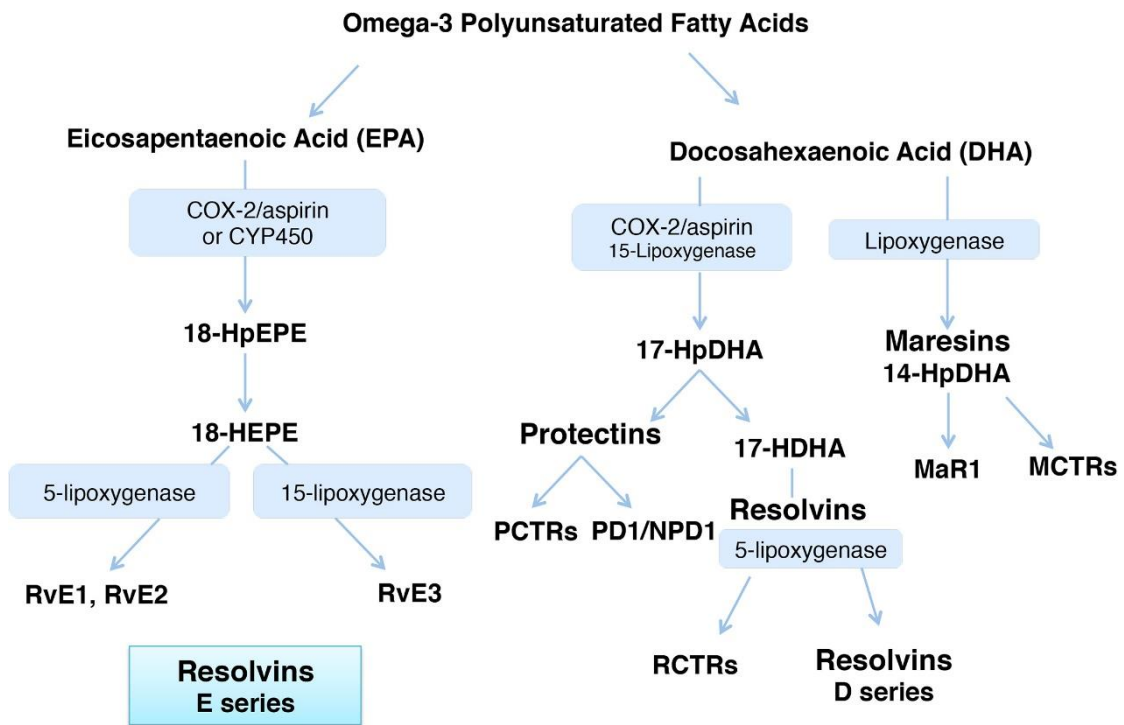 Omega-3 Polyunsaturated Fatty Acids
Eicosapentaenoic Acid (EPA)
Docosahexaenoic Acid (DHA)
COX-2/aspirin
or CYP450
COX-2/aspirin
15-Lipoxygenase
Lipoxygenase
18-HpEPE
17-HpDHA
Maresins
14-HpDHA
18-HEPE
Protectins
17-HDHA
MaR1
MCTRs
5-lipoxygenase
15-lipoxygenase
PCTRs
PD1/NPD1
Resolvins
5-lipoxygenase
RvE1, RvE2
RvE3
RCTRs
Resolvins
D series
Resolvins
E series